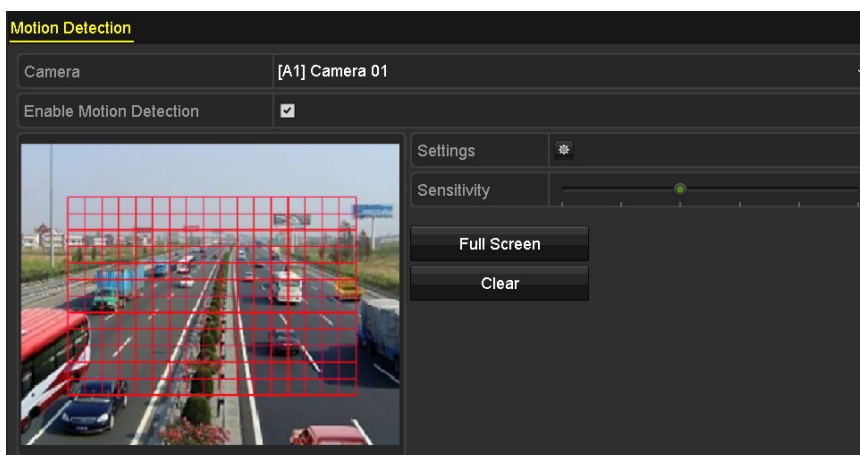 Motion Detection
Camera [A1] Camera 01
Enable Motion Detection
Settings
Sensitivity
Full Screen
Clear